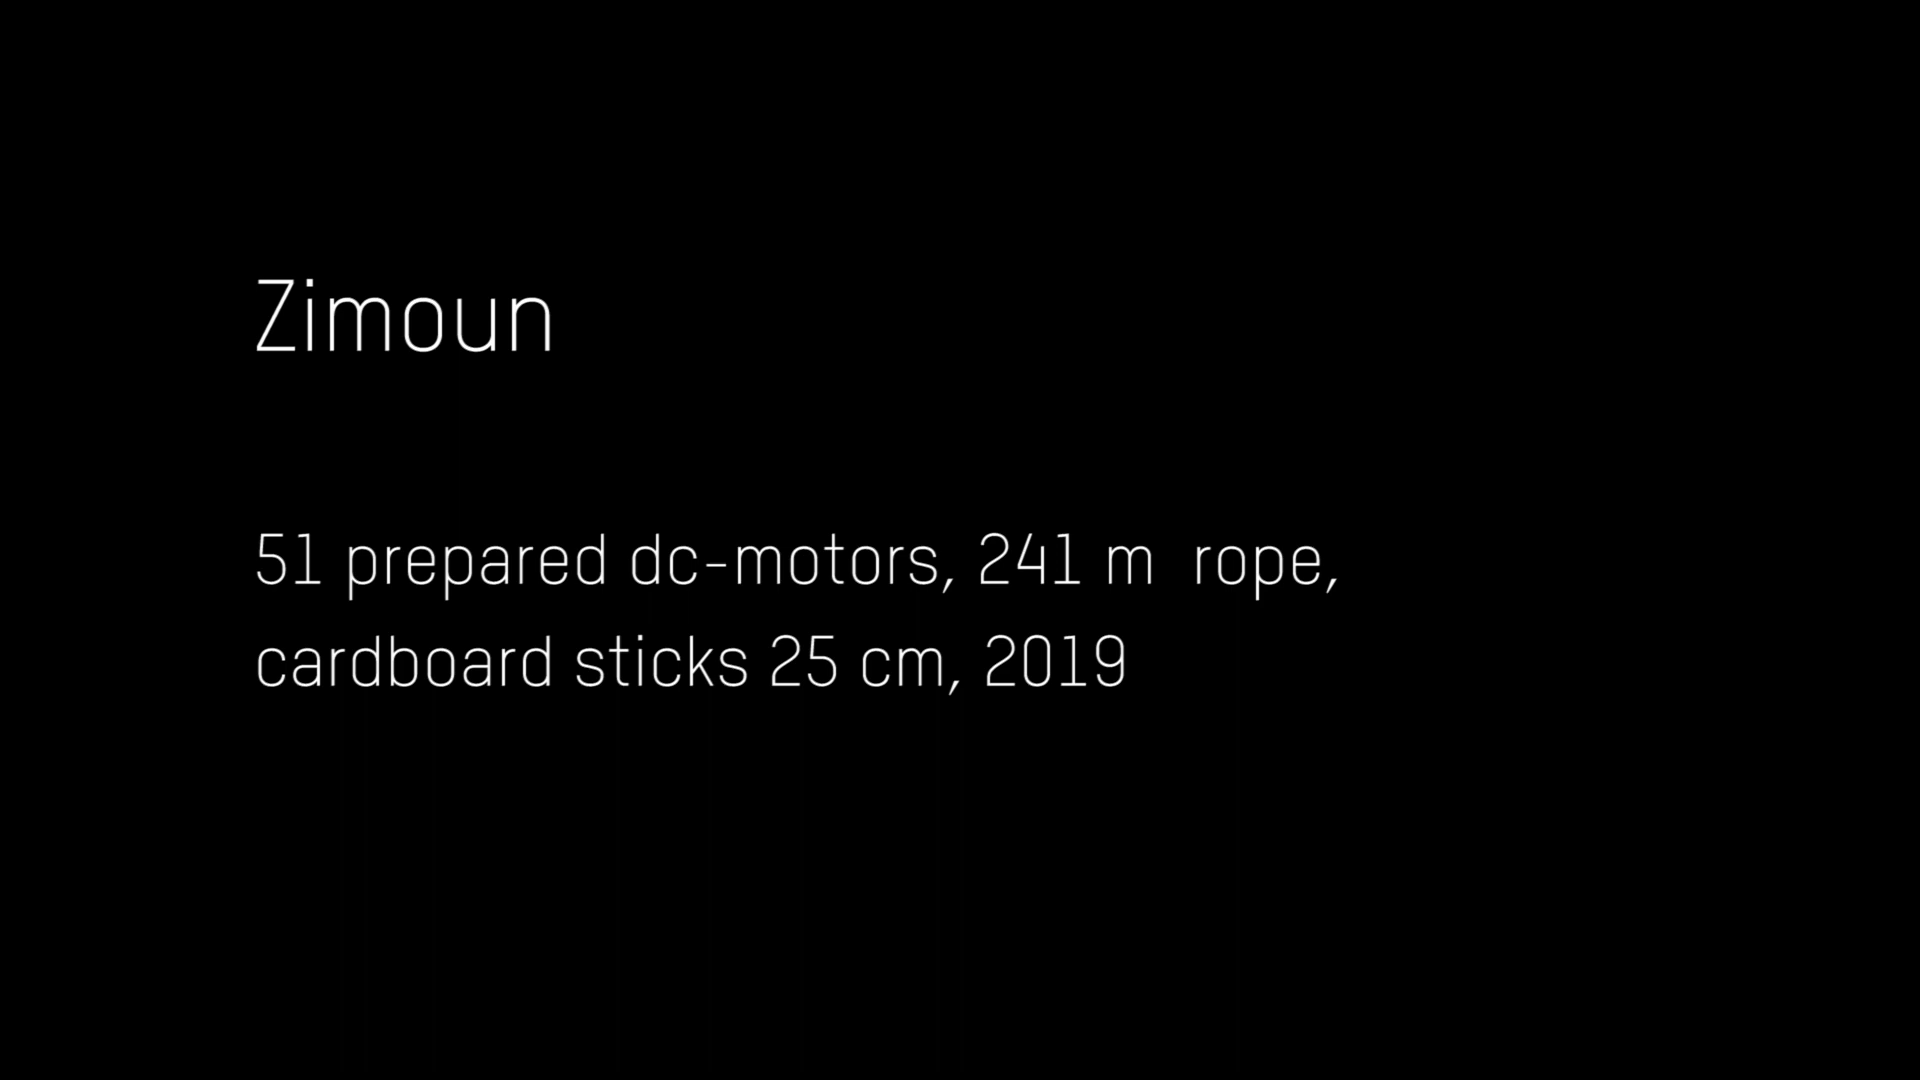 Zimoun
51 prepared dc-motors, 241 m  rope,
cardboard sticks 25 cm, 2019